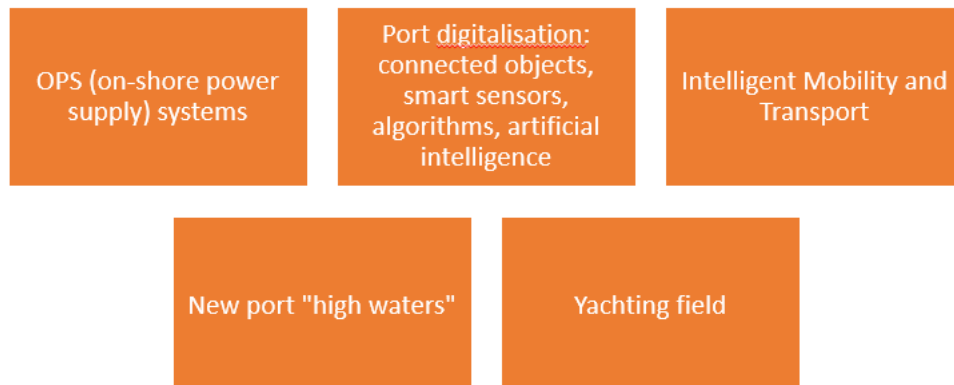 OPS (on-shore power
supply) systems
Port digitalisation:
connected objects,
smart sensors,
algorithms, artificial
intelligence
Intelligent Mobility and
Transport
New port "high waters"
Yachting field